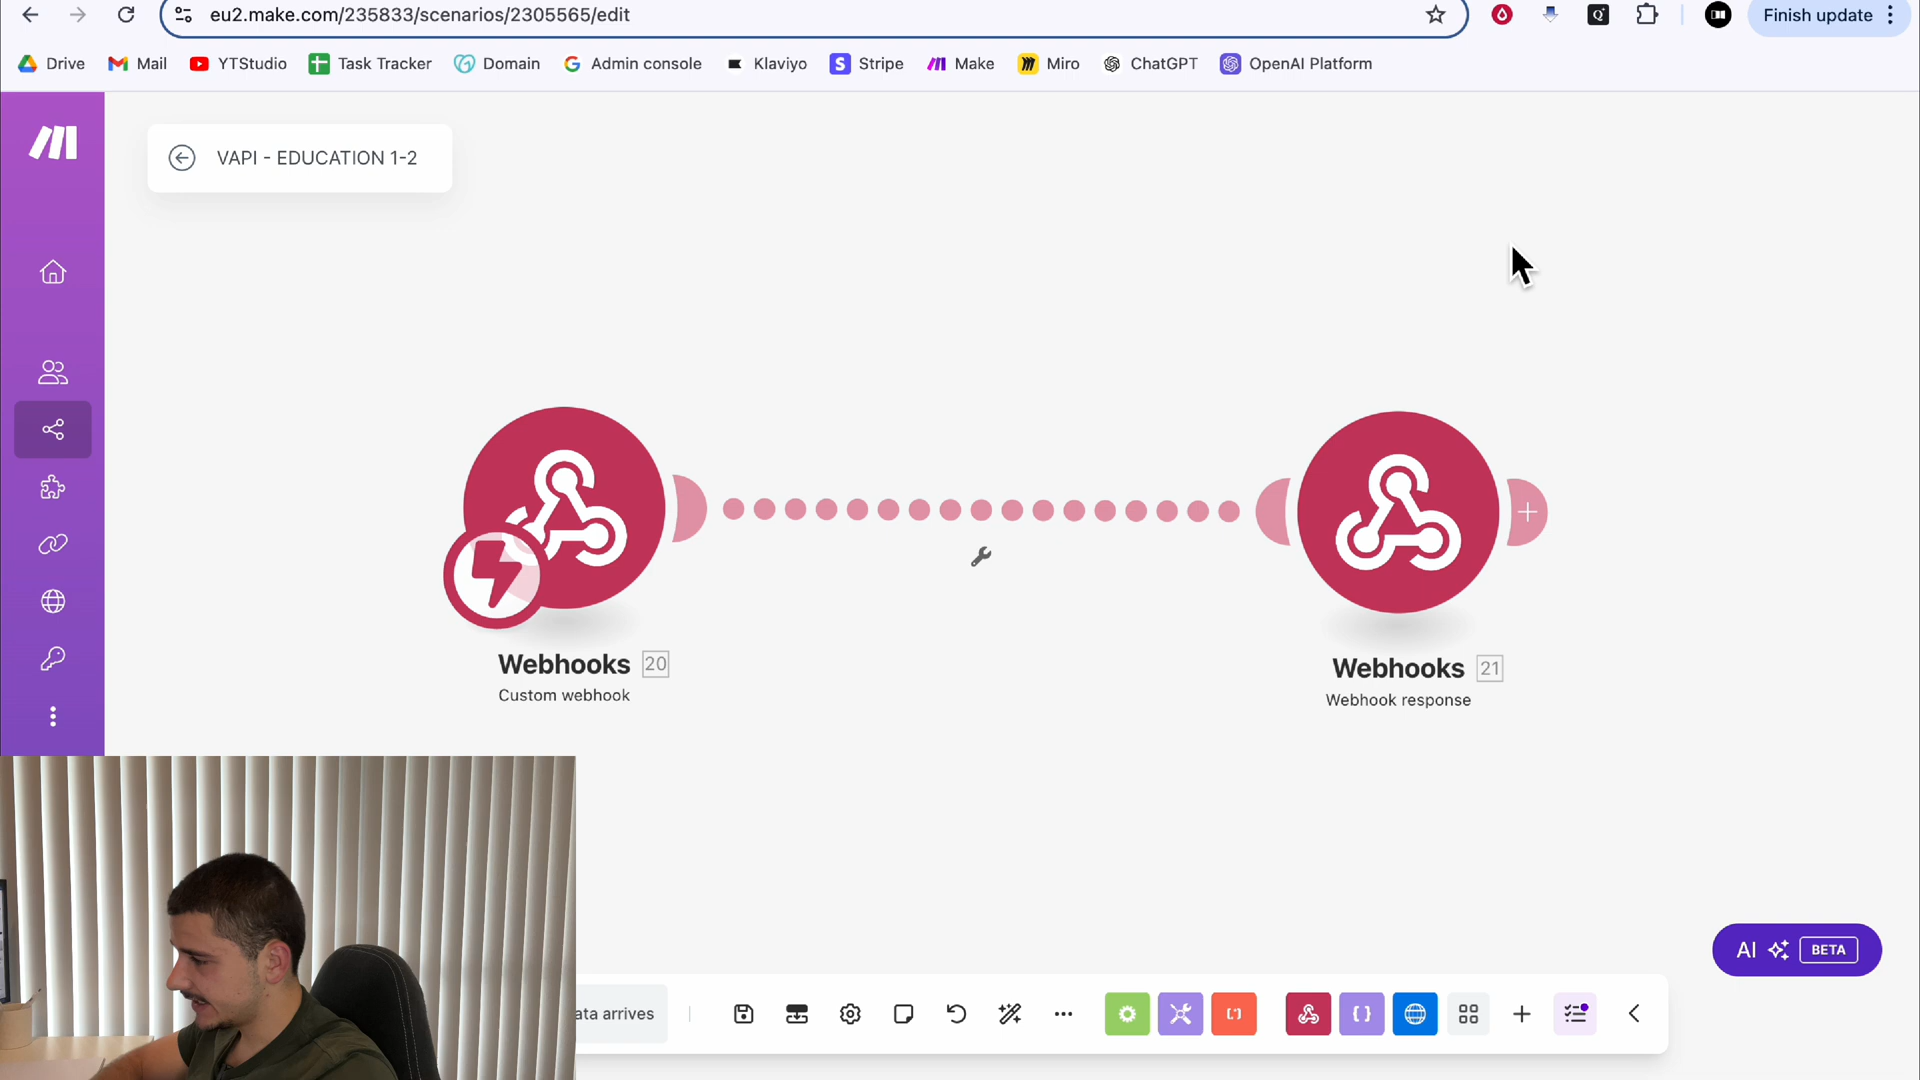 eu2.make.com/235833/scenarios/2305565/edit
Finish update
Drive
Mail
YTStudio
Task Tracker
Domain
Admin console
Klaviyo
Stripe
Make
Miro
ChatGPT
OpenAI Platform
VAPI - EDUCATION 1-2
Webhooks 20
Custom webhook
Webhooks 21
Webhook response
AI BETA
ata arrives